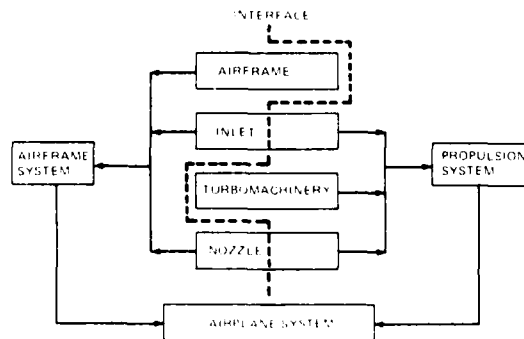 INTERFACE
AIRFRAME
INLET
AIRFRAME
SYSTEM
PROPULSION
SYSTEM
TURBOMACHINERY
NOZZLE
AIRPLANE SYSTEM